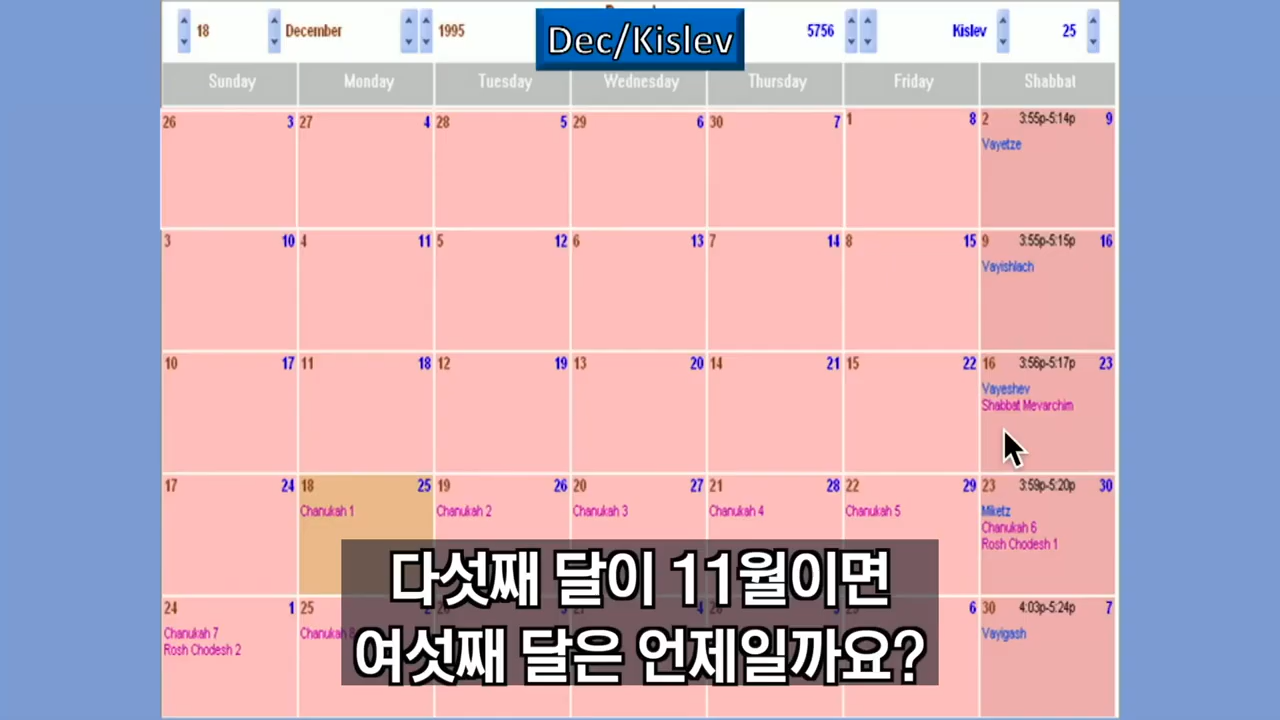 18 December 1995 5756 Kislev 25
Dec/Kislev
Sunday Monday Tuesday Wednesday Thursday Friday Shabbat
26 3 27 4 28 5 29 6 30 7 1 8 2 3:55p-5:14p 9
Vayetze
3 10 4 11 5 12 6 13 7 14 8 15 9 3:55p-5:15p 16
Vayishlach
10 17 11 18 12 19 13 20 14 21 15 22 16 3:56p-5:17p 23
Vayeshev
Shabbat Mevarchim
17 24 18 25 19 26 20 27 21 28 22 29 23 3:59p-5:20p 30
Chanukah 1 Chanukah 2 Chanukah 3 Chanukah 4 Chanukah 5 Miketz
Chanukah 6
Rosh Chodesh 1
24 1 25 6 30 4:03p-5:24p 7
Chanukah 7 Chanukah Vayigash
Rosh Chodesh 2
다섯째 달이 11월이면
여섯째 달은 언제일까요?